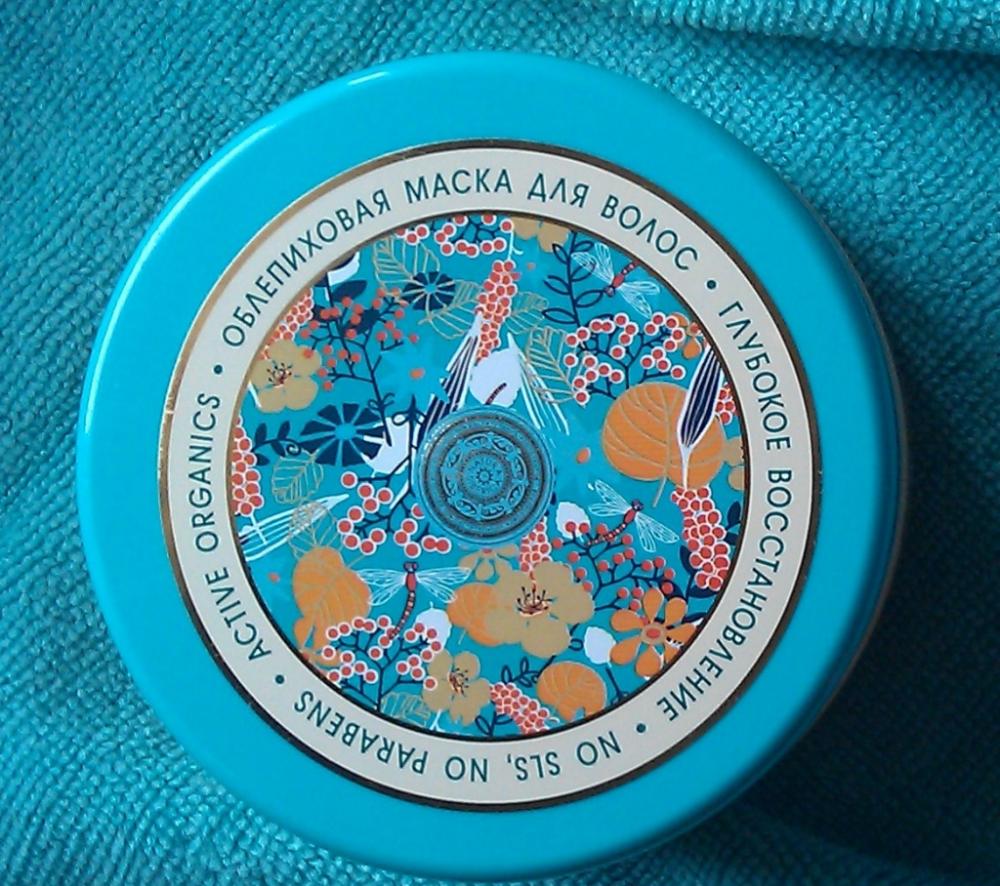 ОБЛЕПИХОВАЯ МАСКА ДЛЯ ВОЛОС • ГЛУБОКОЕ ВОССТАНОВЛЕНИЕ • NO SLS, NO PARABENS • ACTIVE ORGANICS •